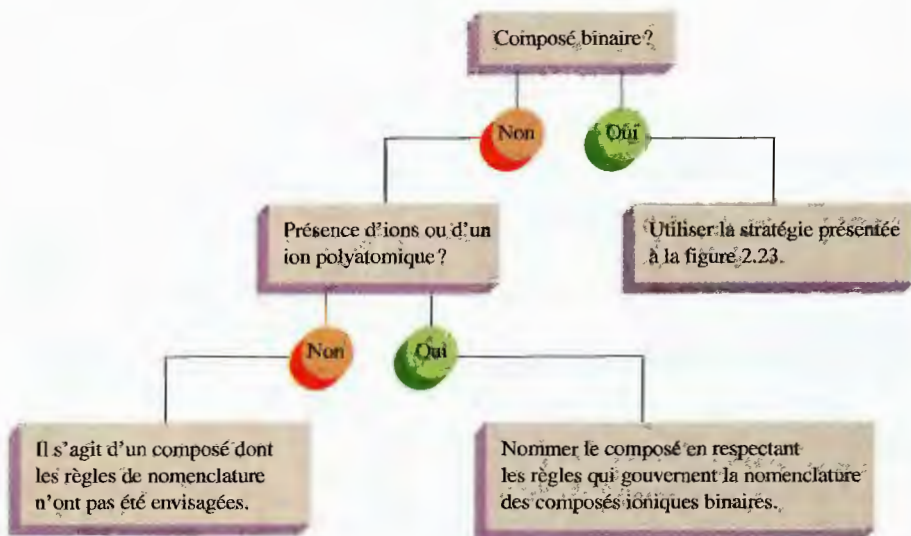 Composé binaire ?
Non
Oui
Présence d'ions ou d'un
ion polyatomique ?
Utiliser la stratégie présentée
à la figure 2.23.
Non
Oui
Il s'agit d'un composé dont
les règles de nomenclature
n'ont pas été envisagées.
Nommer le composé en respectant
les règles qui gouvernent la nomenclature
des composés ioniques binaires.